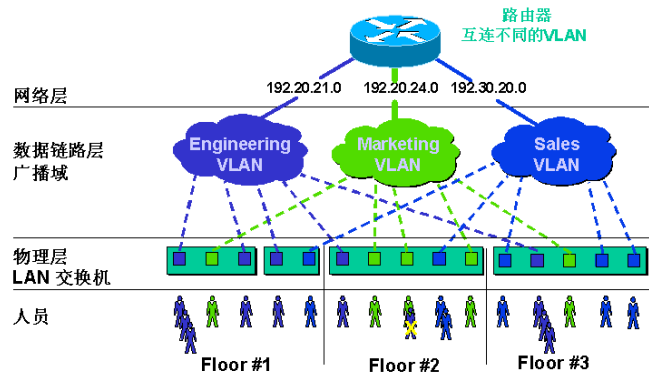 路由器
互连不同的VLAN
192.20.21.0
192.20.24.0
192.30.20.0
网络层
Engineering
VLAN
Marketing
VLAN
Sales
VLAN
数据链路层
广播域
物理层
LAN 交换机
人员
Floor #1
Floor #2
Floor #3